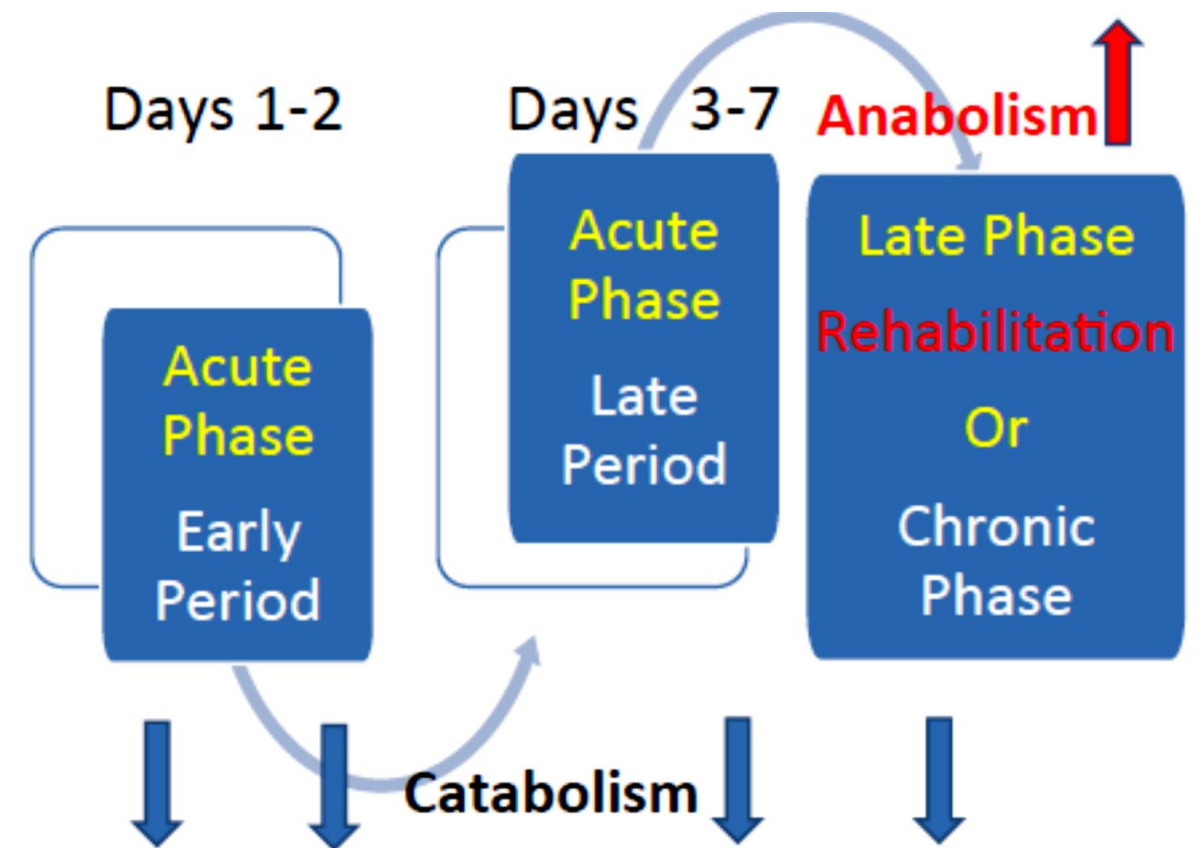 Days 1-2
Acute
Phase
Early
Period
Days 3-7
Acute
Phase
Late
Period
Anabolism
Late Phase
Rehabilitation
Or
Chronic
Phase
Catabolism